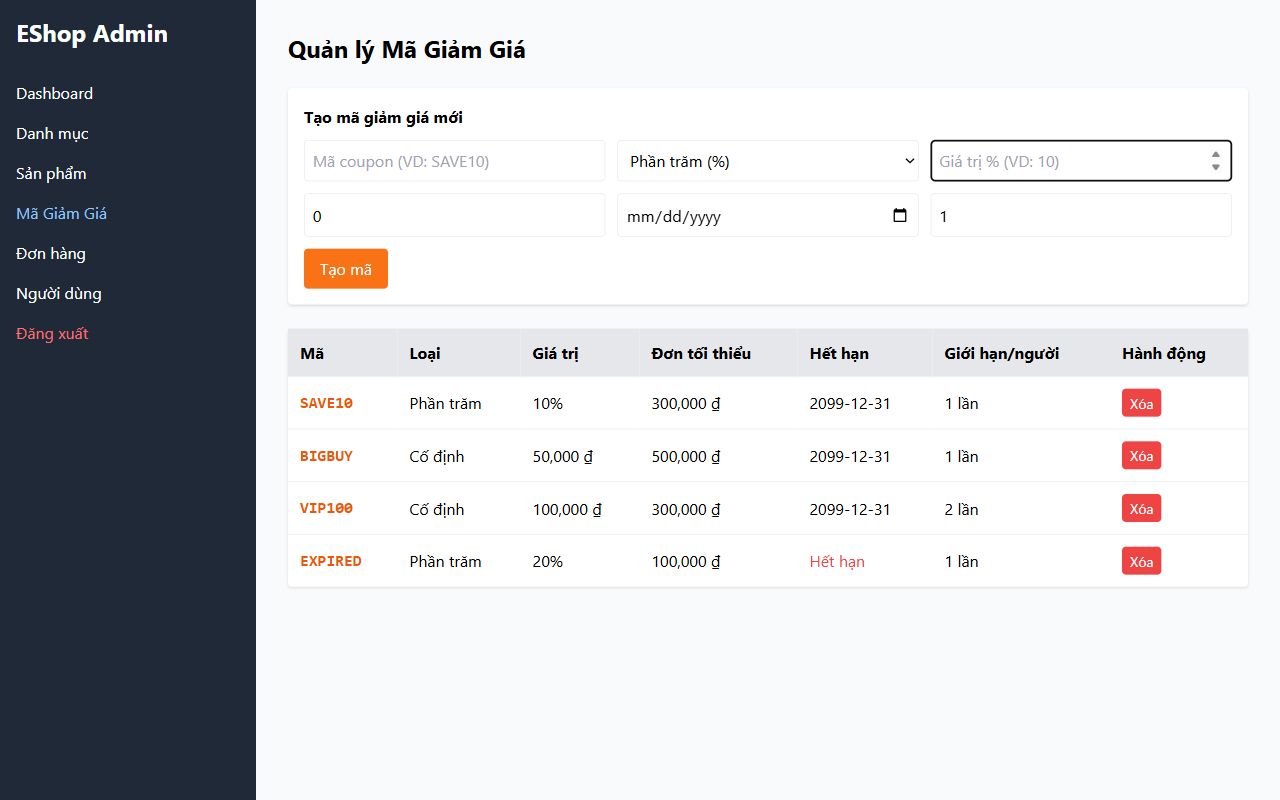 EShop Admin
Dashboard
Danh mục
Sản phẩm
Mã Giảm Giá
Đơn hàng
Người dùng
Đăng xuất
Quản lý Mã Giảm Giá
Tạo mã giảm giá mới
Mã coupon (VD: SAVE10) Phần trăm (%) Giá trị % (VD: 10)
0 mm/dd/yyyy 1
Tạo mã
Mã Loại Giá trị Đơn tối thiểu Hết hạn Giới hạn/người Hành động
SAVE10 Phần trăm 10% 300,000 ₫ 2099-12-31 1 lần Xóa
BIGBUY Cố định 50,000 ₫ 500,000 ₫ 2099-12-31 1 lần Xóa
VIP100 Cố định 100,000 ₫ 300,000 ₫ 2099-12-31 2 lần Xóa
EXPIRED Phần trăm 20% 100,000 ₫ Hết hạn 1 lần Xóa